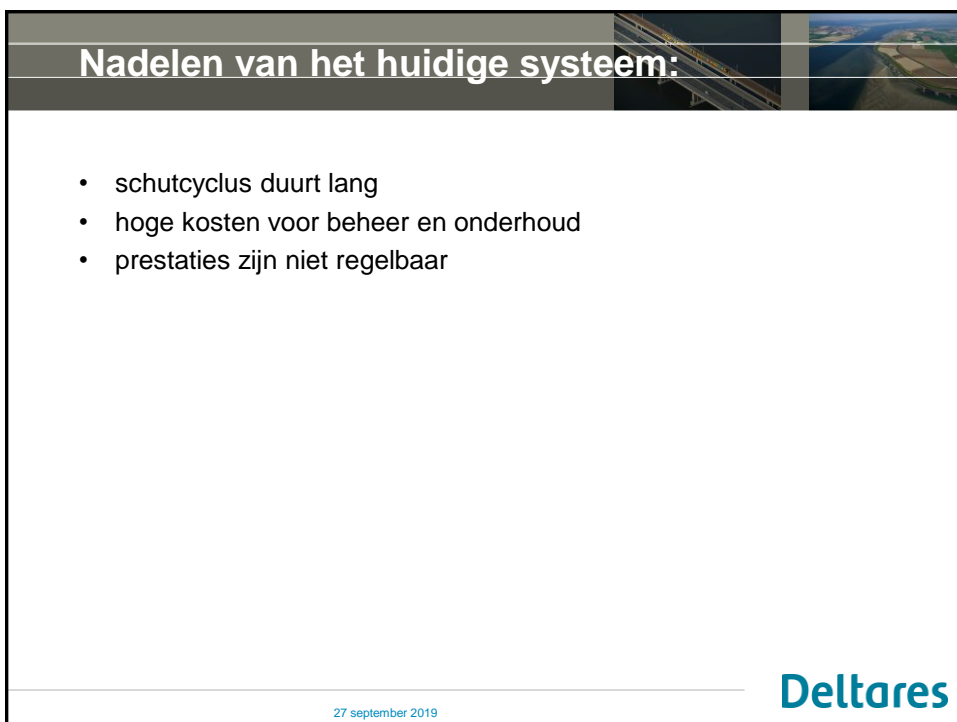 Nadelen van het huidige systeem:
• schutcyclus duurt lang
• hoge kosten voor beheer en onderhoud
• prestaties zijn niet regelbaar
27 september 2019
Deltares